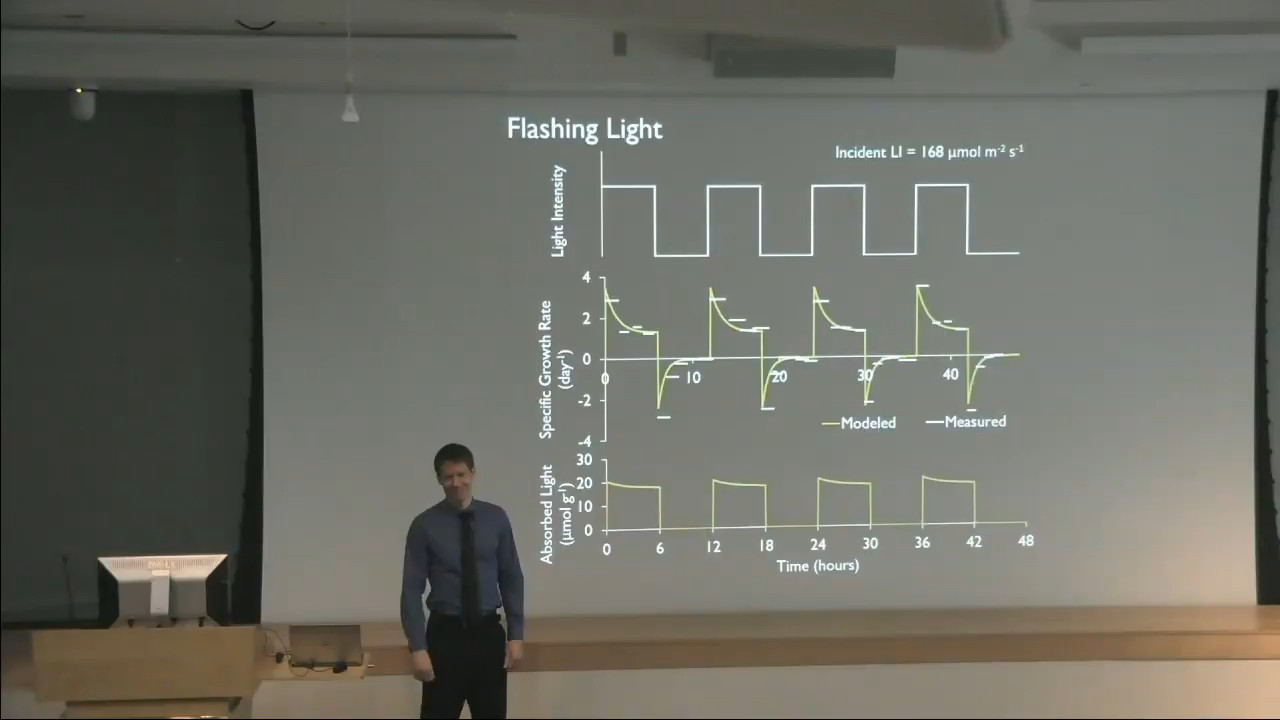 Flashing Light
Incident LI = 168 μmol m⁻² s⁻¹
Light Intensity
4
2
0
-2
-4
Specific Growth Rate
(day⁻¹)
0
10
20
30
40
Modeled
Measured
30
20
10
0
Absorbed Light
(μmol g⁻¹)
0
6
12
18
24
30
36
42
48
Time (hours)